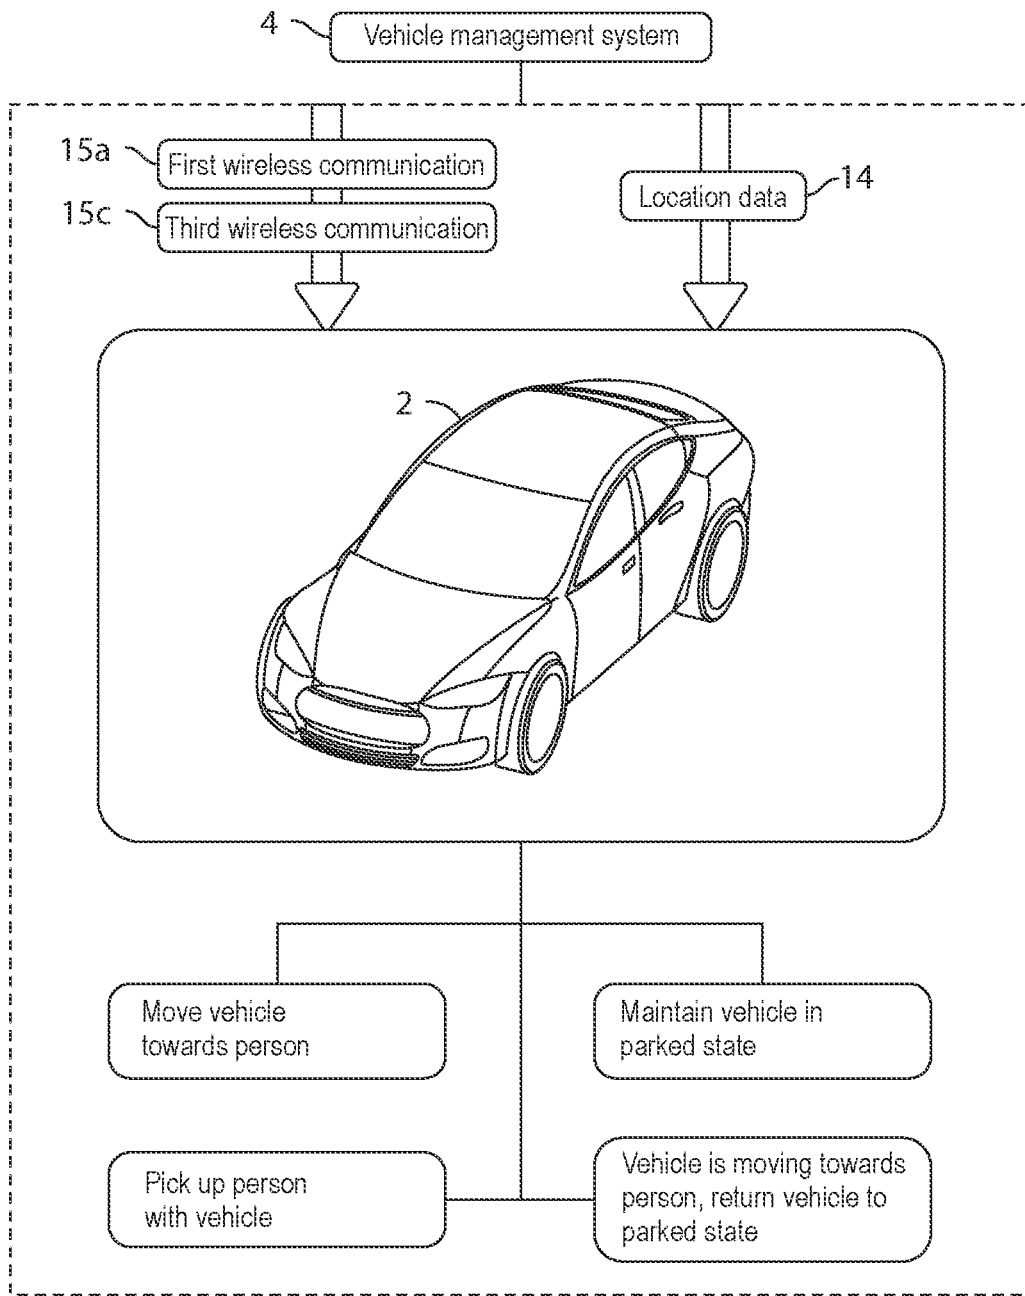 4
Vehicle management system
15a
First wireless communication
15c
Third wireless communication
Location data
14
2
Move vehicle
towards person
Maintain vehicle in
parked state
Pick up person
with vehicle
Vehicle is moving towards
person, return vehicle to
parked state